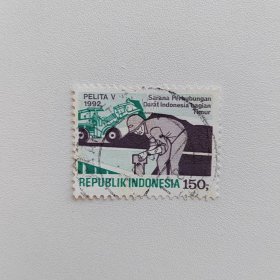 PELITA V
1992
Sarana Perhubungan
Darat Indonesia bagian
Timur
REPUBLIK INDONESIA 150,-